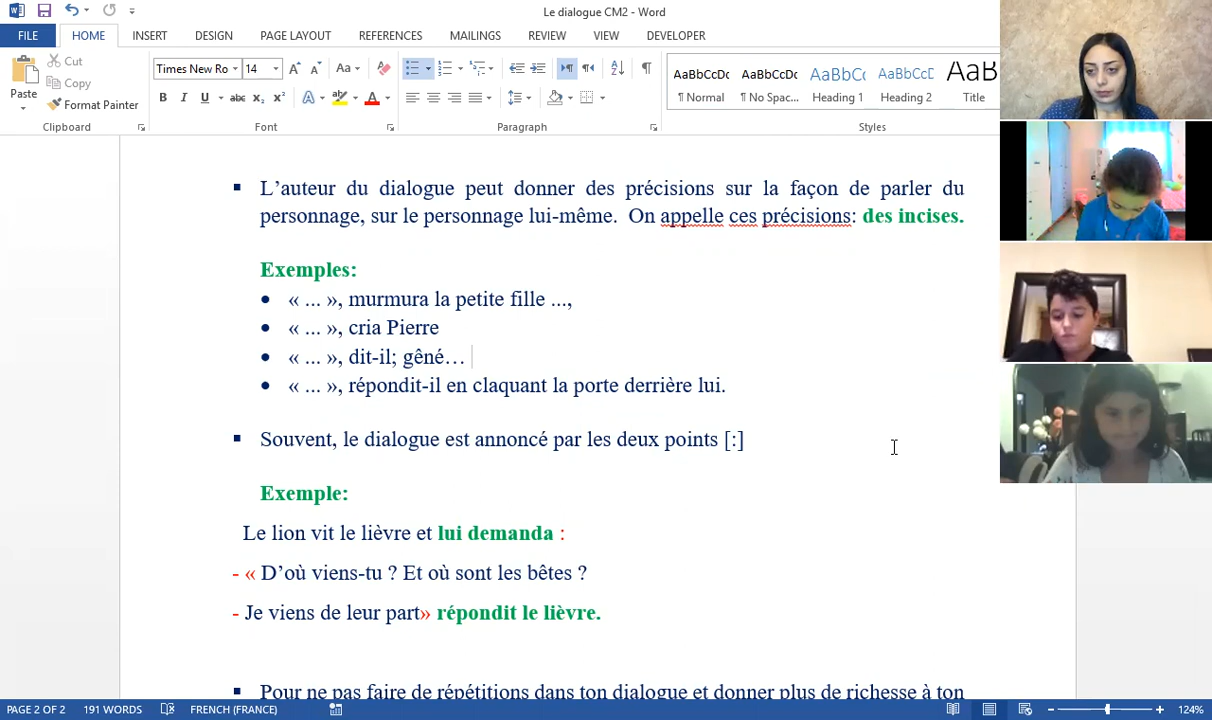 Le dialogue CM2 - Word
FILE HOME INSERT DESIGN PAGE LAYOUT REFERENCES MAILINGS REVIEW VIEW DEVELOPER
Cut
Copy
Format Painter
Paste
Times New Ro 14
Aa
B I U abc x₂ x² A A
AaBbCcDc AaBbCcDc AaBbCc AaBbCcDc AaB
¶ Normal ¶ No Spac... Heading 1 Heading 2 Title
Clipboard Font Paragraph Styles
▪ L’auteur du dialogue peut donner des précisions sur la façon de parler du
personnage, sur le personnage lui-même. On appelle ces précisions: des incises.
Exemples:
• « ... », murmura la petite fille ...,
• « ... », cria Pierre
• « ... », dit-il; gêné…
• « ... », répondit-il en claquant la porte derrière lui.
▪ Souvent, le dialogue est annoncé par les deux points [:]
Exemple:
Le lion vit le lièvre et lui demanda :
- « D’où viens-tu ? Et où sont les bêtes ?
- Je viens de leur part» répondit le lièvre.
▪ Pour ne pas faire de répétitions dans ton dialogue et donner plus de richesse à ton
PAGE 2 OF 2 191 WORDS FRENCH (FRANCE) 124%